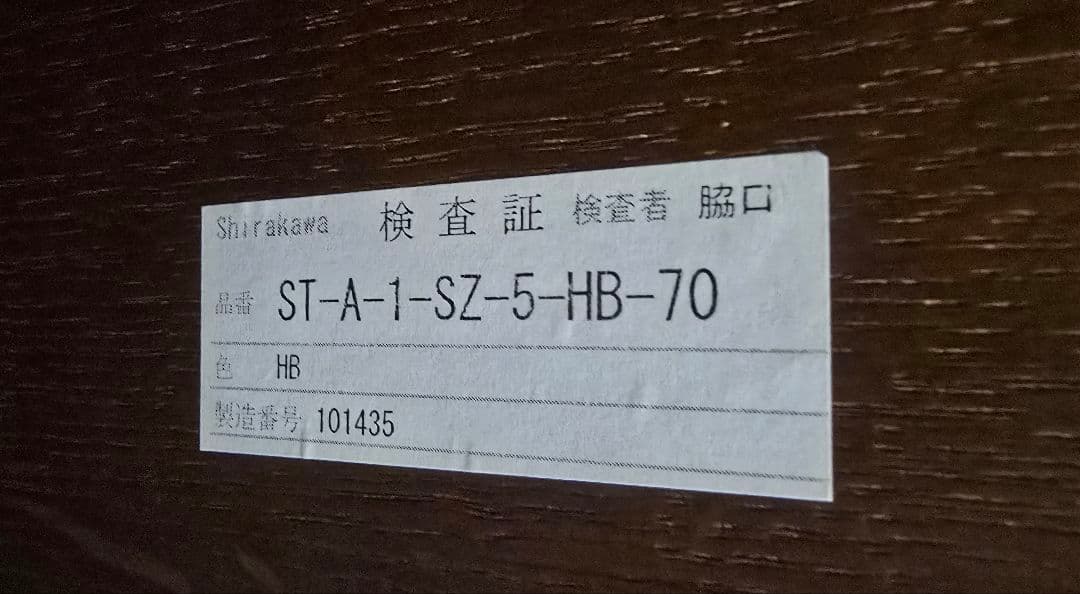 Shirakawa 検査証 検査者 脇口
品番 ST-A-1-SZ-5-HB-70
色 HB
製造番号 101435